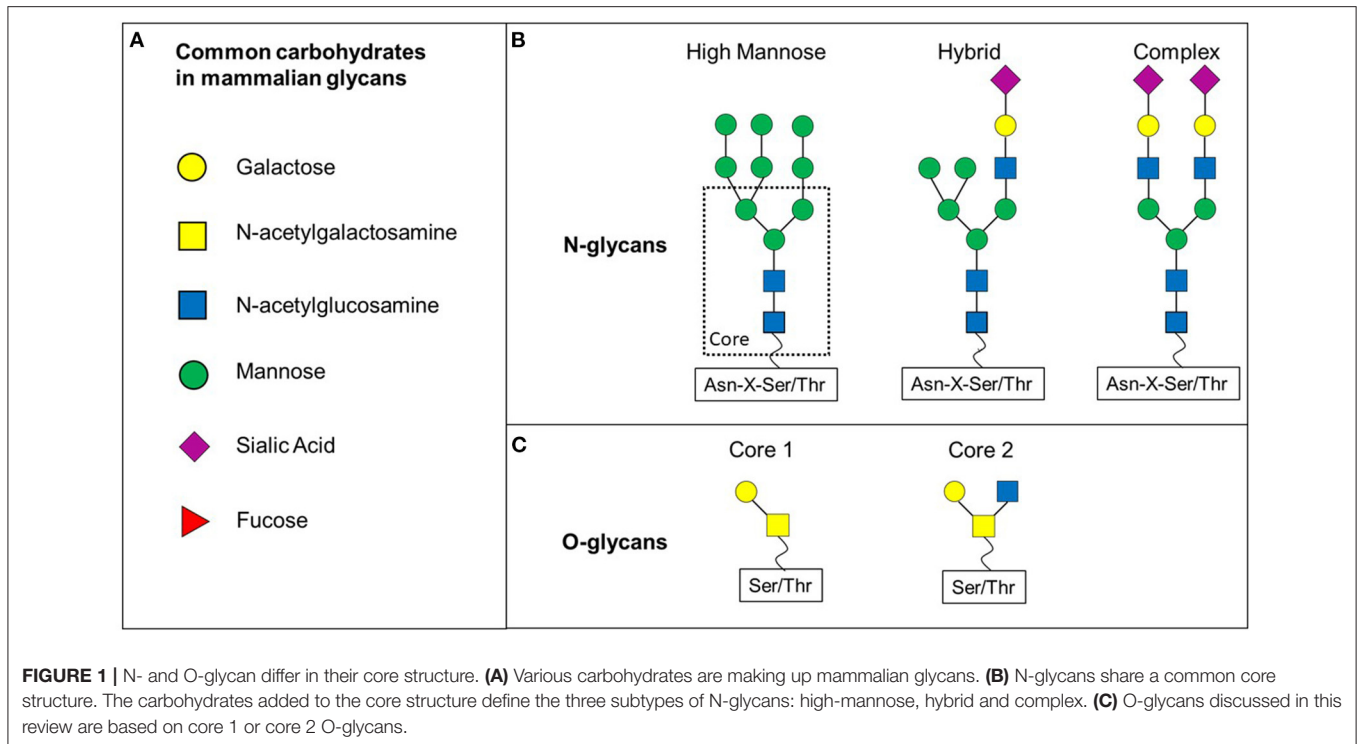 (A)
Common carbohydrates
in mammalian glycans
Galactose
N-acetylgalactosamine
N-acetylglucosamine
Mannose
Sialic Acid
Fucose
(B)
High Mannose
Hybrid
Complex
N-glycans
Core
Asn-X-Ser/Thr
Asn-X-Ser/Thr
Asn-X-Ser/Thr
(C)
Core 1
Core 2
O-glycans
Ser/Thr
Ser/Thr
FIGURE 1 | N- and O-glycan differ in their core structure. (A) Various carbohydrates are making up mammalian glycans. (B) N-glycans share a common core
structure. The carbohydrates added to the core structure define the three subtypes of N-glycans: high-mannose, hybrid and complex. (C) O-glycans discussed in this
review are based on core 1 or core 2 O-glycans.